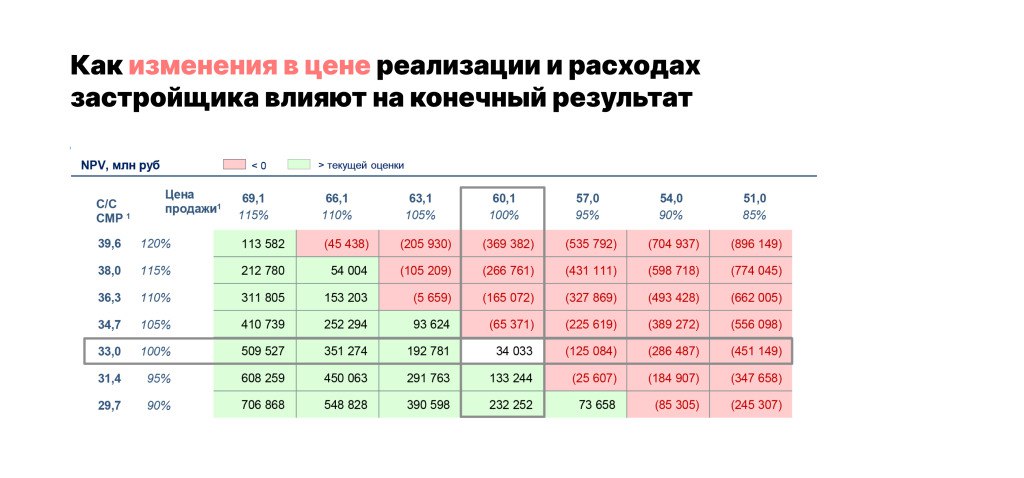 Как изменения в цене реализации и расходах
застройщика влияют на конечный результат
NPV, млн руб < 0 > текущей оценки
С/С СМР ¹ Цена продажи¹ 69,1 66,1 63,1 60,1 57,0 54,0 51,0
115% 110% 105% 100% 95% 90% 85%
39,6 120% 113 582 (45 438) (205 930) (369 382) (535 792) (704 937) (896 149)
38,0 115% 212 780 54 004 (105 209) (266 761) (431 111) (598 718) (774 045)
36,3 110% 311 805 153 203 (5 659) (165 072) (327 869) (493 428) (662 005)
34,7 105% 410 739 252 294 93 624 (65 371) (225 619) (389 272) (556 098)
33,0 100% 509 527 351 274 192 781 34 033 (125 084) (286 487) (451 149)
31,4 95% 608 259 450 063 291 763 133 244 (25 607) (184 907) (347 658)
29,7 90% 706 868 548 828 390 598 232 252 73 658 (85 305) (245 307)